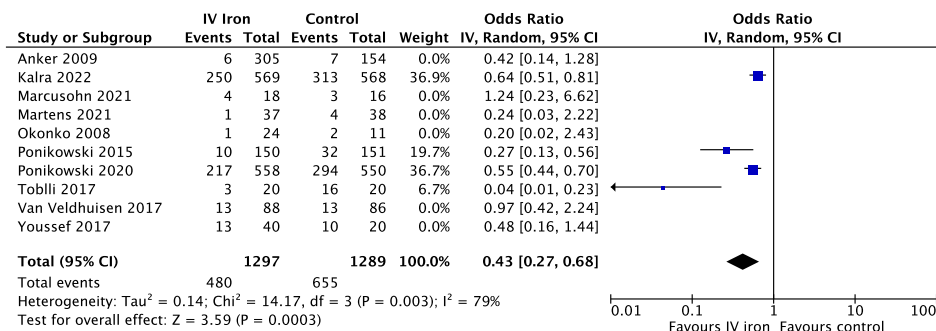 IV Iron Control Odds Ratio Odds Ratio
Study or Subgroup Events Total Events Total Weight IV, Random, 95% CI IV, Random, 95% CI
Anker 2009 6 305 7 154 0.0% 0.42 [0.14, 1.28]
Kalra 2022 250 569 313 568 36.9% 0.64 [0.51, 0.81]
Marcusohn 2021 4 18 3 16 0.0% 1.24 [0.23, 6.62]
Martens 2021 1 37 4 38 0.0% 0.24 [0.03, 2.22]
Okonko 2008 1 24 2 11 0.0% 0.20 [0.02, 2.43]
Ponikowski 2015 10 150 32 151 19.7% 0.27 [0.13, 0.56]
Ponikowski 2020 217 558 294 550 36.7% 0.55 [0.44, 0.70]
Toblli 2017 3 20 16 20 6.7% 0.04 [0.01, 0.23]
Van Veldhuisen 2017 13 88 13 86 0.0% 0.97 [0.42, 2.24]
Youssef 2017 13 40 10 20 0.0% 0.48 [0.16, 1.44]
Total (95% CI) 1297 1289 100.0% 0.43 [0.27, 0.68]
Total events 480 655
Heterogeneity: Tau² = 0.14; Chi² = 14.17, df = 3 (P = 0.003); I² = 79%
Test for overall effect: Z = 3.59 (P = 0.0003)
0.01 0.1 1 10 100
Favours IV iron Favours control